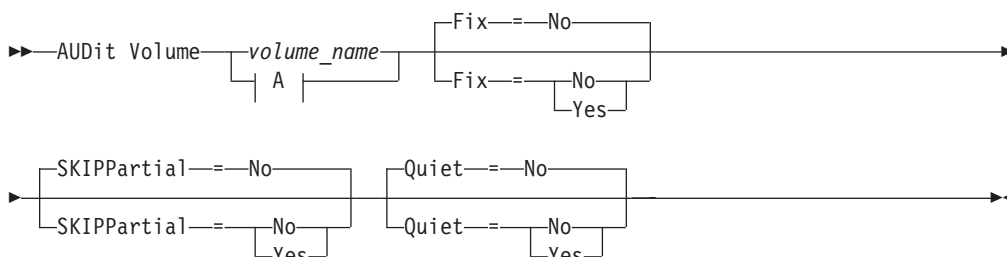 Fix = No
AUDit Volume volume_name
A Fix = No
Yes
SKIPPartial = No Quiet = No
SKIPPartial = No Quiet = No
Yes Yes